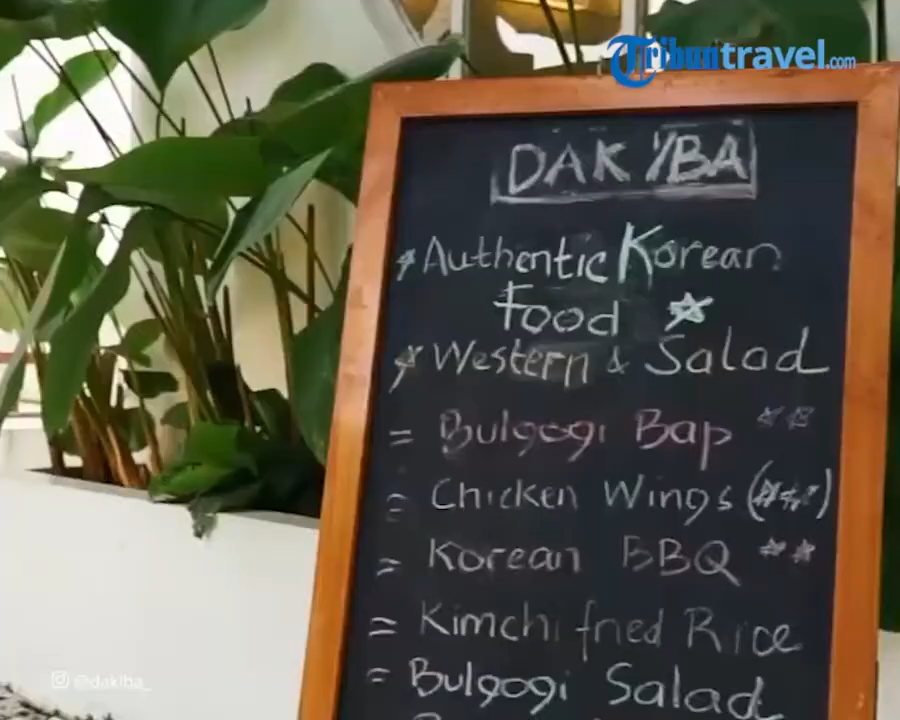 Tribuntravel.com
DAK IBA
Authentic Korean
Food
Western & Salad
= Bulgogi Bap
= Chicken Wings
= Korean BBQ
= Kimchi fried Rice
= Bulgogi Salad
@dakiba_